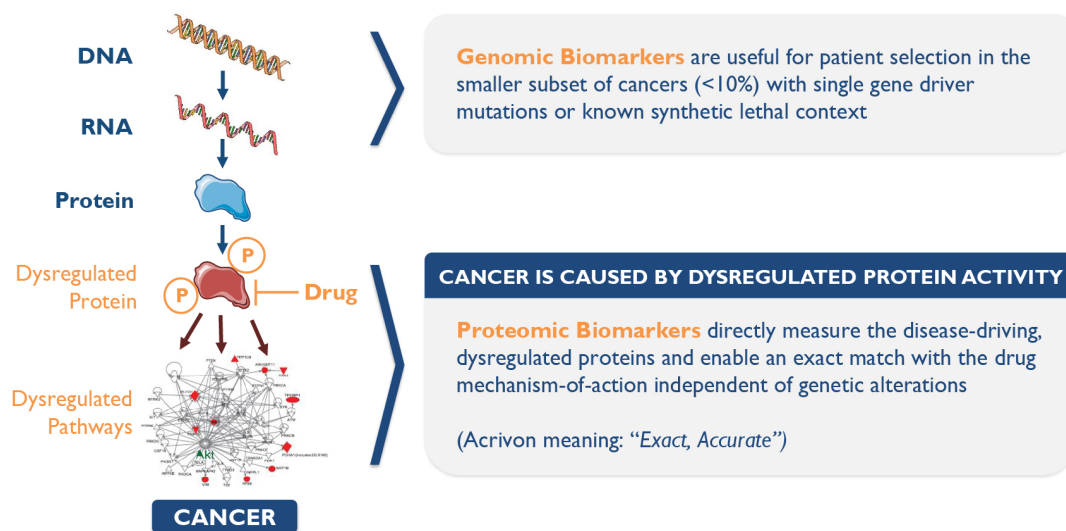 DNA
RNA
Protein
Dysregulated
Protein
P
P
Drug
Dysregulated
Pathways
Akt
CANCER
Genomic Biomarkers are useful for patient selection in the
smaller subset of cancers (<10%) with single gene driver
mutations or known synthetic lethal context
CANCER IS CAUSED BY DYSREGULATED PROTEIN ACTIVITY
Proteomic Biomarkers directly measure the disease-driving,
dysregulated proteins and enable an exact match with the drug
mechanism-of-action independent of genetic alterations
(Acrivon meaning: “Exact, Accurate”)